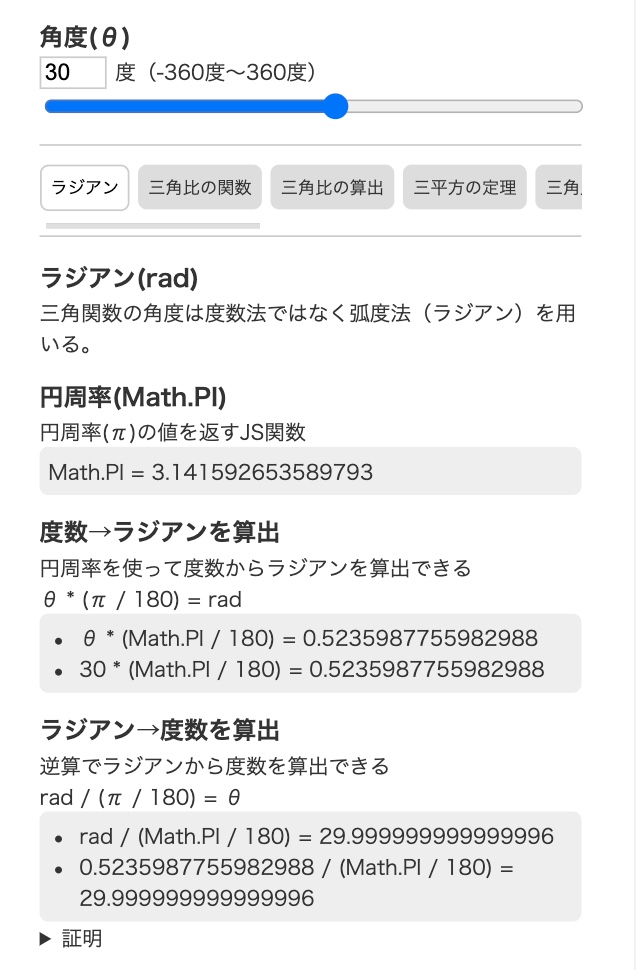 角度(θ)
30 度（-360度〜360度）
ラジアン 三角比の関数 三角比の算出 三平方の定理 三角
ラジアン(rad)
三角関数の角度は度数法ではなく弧度法（ラジアン）を用
いる。
円周率(Math.PI)
円周率(π)の値を返すJS関数
Math.PI = 3.141592653589793
度数→ラジアンを算出
円周率を使って度数からラジアンを算出できる
θ * (π / 180) = rad
• θ * (Math.PI / 180) = 0.5235987755982988
• 30 * (Math.PI / 180) = 0.5235987755982988
ラジアン→度数を算出
逆算でラジアンから度数を算出できる
rad / (π / 180) = θ
• rad / (Math.PI / 180) = 29.999999999999996
• 0.5235987755982988 / (Math.PI / 180) =
29.999999999999996
▶ 証明